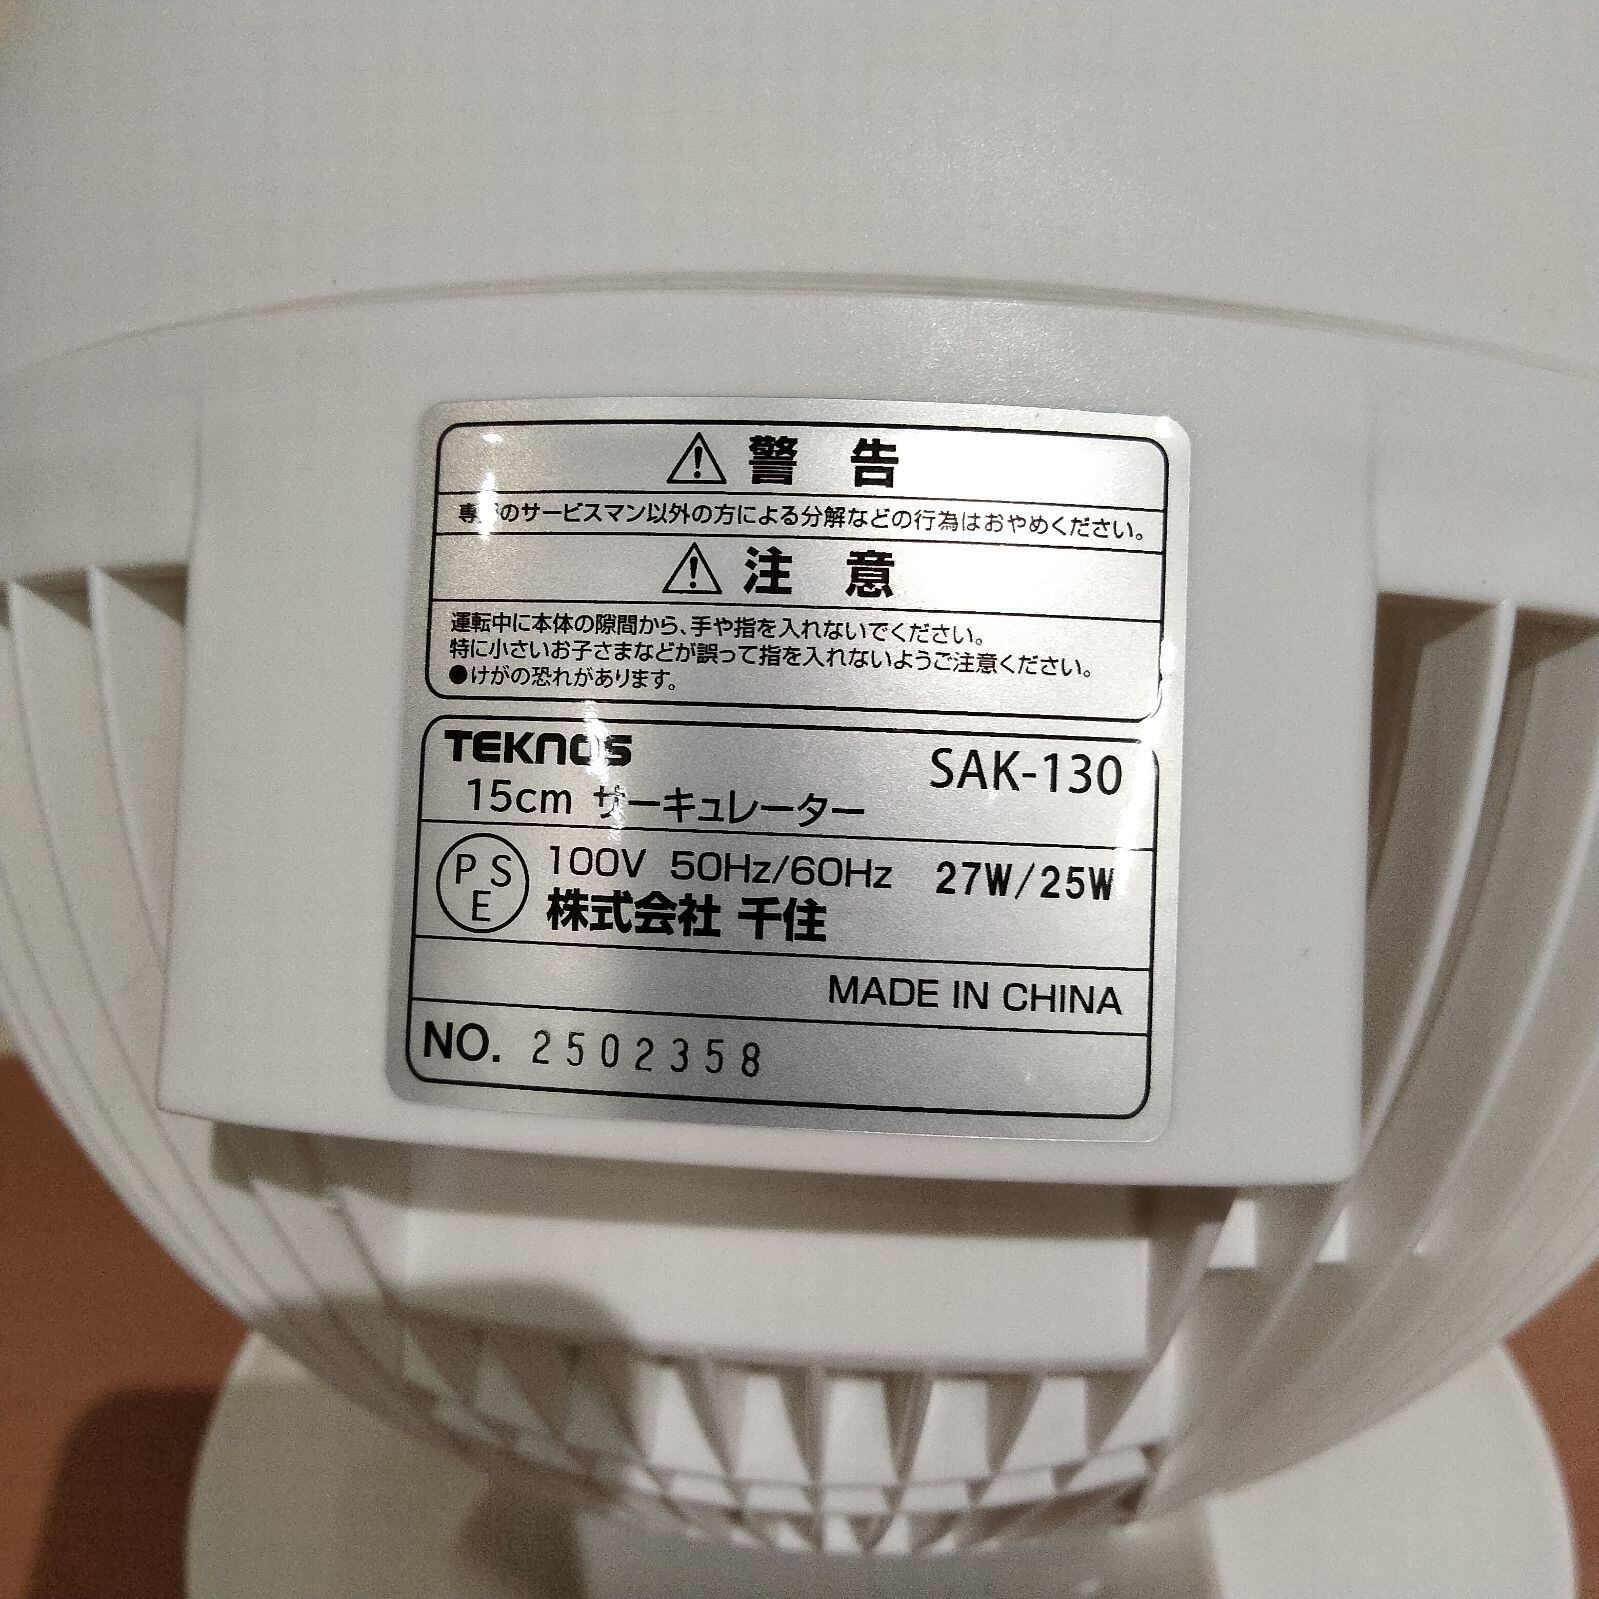 ⚠ 警 告
専門のサービスマン以外の方による分解などの行為はおやめください。
⚠ 注 意
運転中に本体の隙間から、手や指を入れないでください。
特に小さいお子さまなどが誤って指を入れないようご注意ください。
●けがの恐れがあります。
TEKNOS SAK-130
15cm サーキュレーター
PSE 100V 50Hz/60Hz 27W/25W
株式会社 千住
MADE IN CHINA
NO. 2502358